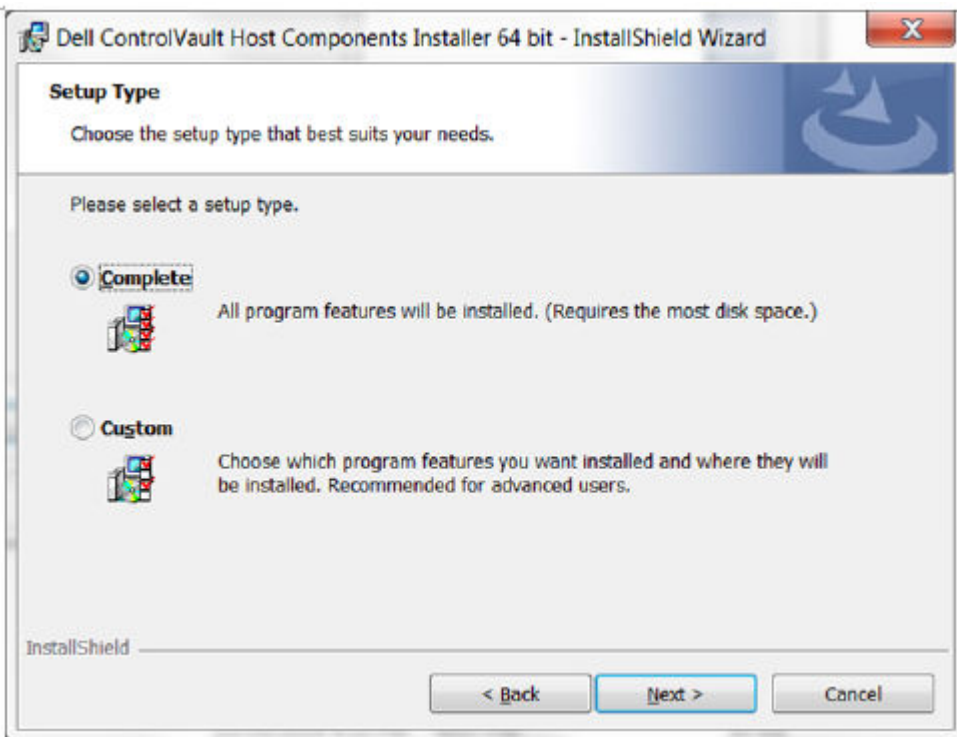 Dell ControlVault Host Components Installer 64 bit - InstallShield Wizard
X
Setup Type
Choose the setup type that best suits your needs.
Please select a setup type.
Complete
All program features will be installed. (Requires the most disk space.)
Custom
Choose which program features you want installed and where they will
be installed. Recommended for advanced users.
InstallShield
< Back Next > Cancel